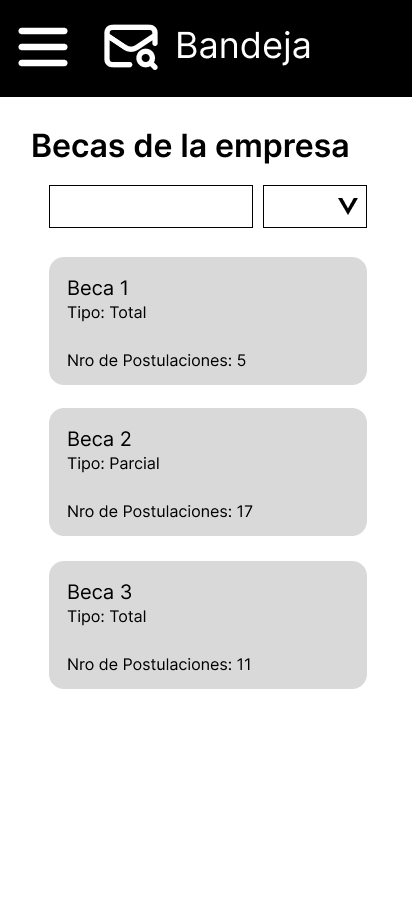 Bandeja
Becas de la empresa
Beca 1
Tipo: Total
Nro de Postulaciones: 5
Beca 2
Tipo: Parcial
Nro de Postulaciones: 17
Beca 3
Tipo: Total
Nro de Postulaciones: 11